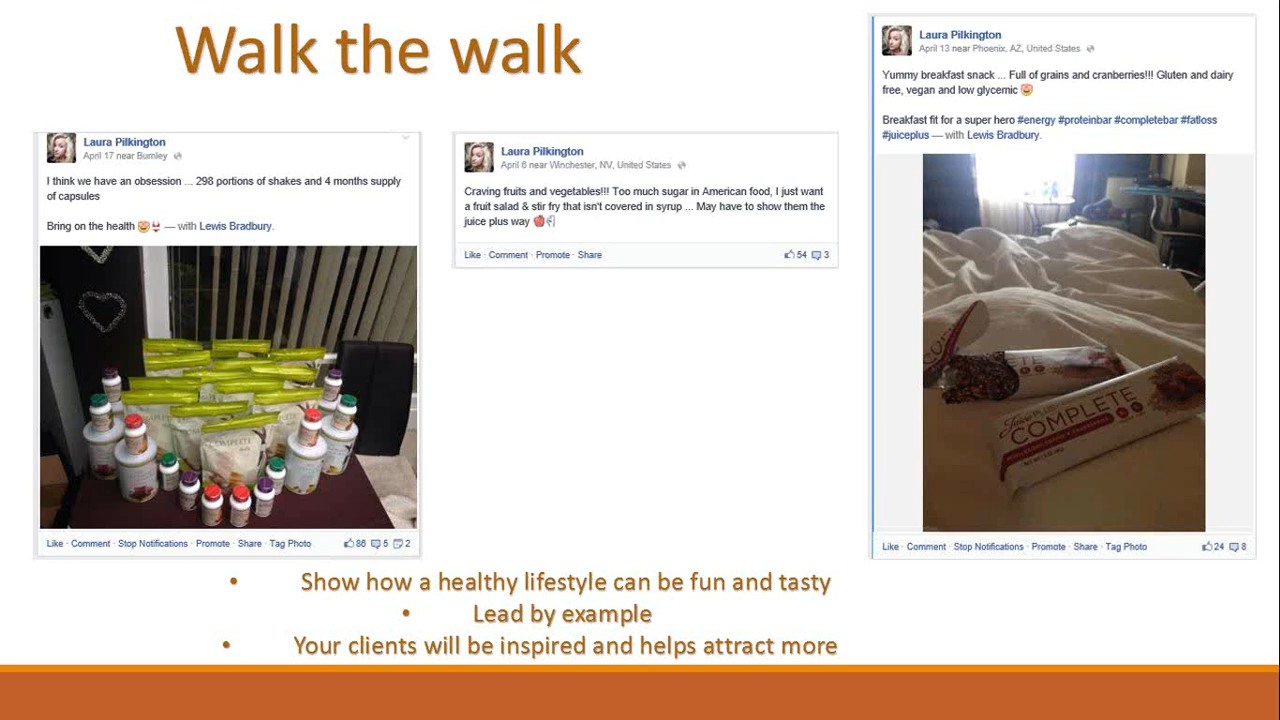 Walk the walk
Laura Pilkington
April 17 near Burnley
I think we have an obsession ... 298 portions of shakes and 4 months supply
of capsules
Bring on the health — with Lewis Bradbury.
COMPLETE
Like · Comment · Stop Notifications · Promote · Share · Tag Photo 86 5 2
Laura Pilkington
April 6 near Winchester, NV, United States
Craving fruits and vegetables!!! Too much sugar in American food, I just want
a fruit salad & stir fry that isn't covered in syrup ... May have to show them the
juice plus way
Like · Comment · Promote · Share 54 3
Laura Pilkington
April 13 near Phoenix, AZ, United States
Yummy breakfast snack ... Full of grains and cranberries!!! Gluten and dairy
free, vegan and low glycemic
Breakfast fit for a super hero #energy #proteinbar #completebar #fatloss
#juiceplus — with Lewis Bradbury.
Juice PLUS+
COMPLETE
Like · Comment · Stop Notifications · Promote · Share · Tag Photo 24 8
• Show how a healthy lifestyle can be fun and tasty
• Lead by example
• Your clients will be inspired and helps attract more